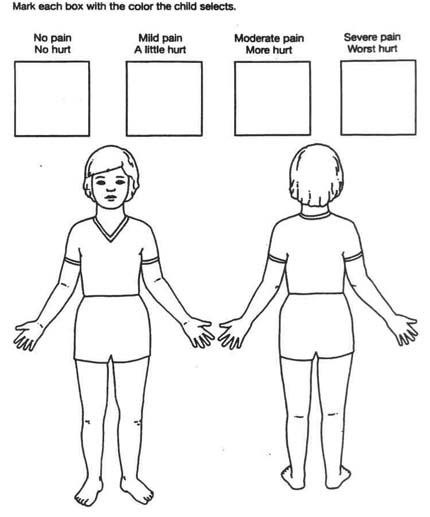 Mark each box with the color the child selects.
No pain
No hurt
Mild pain
A little hurt
Moderate pain
More hurt
Severe pain
Worst hurt